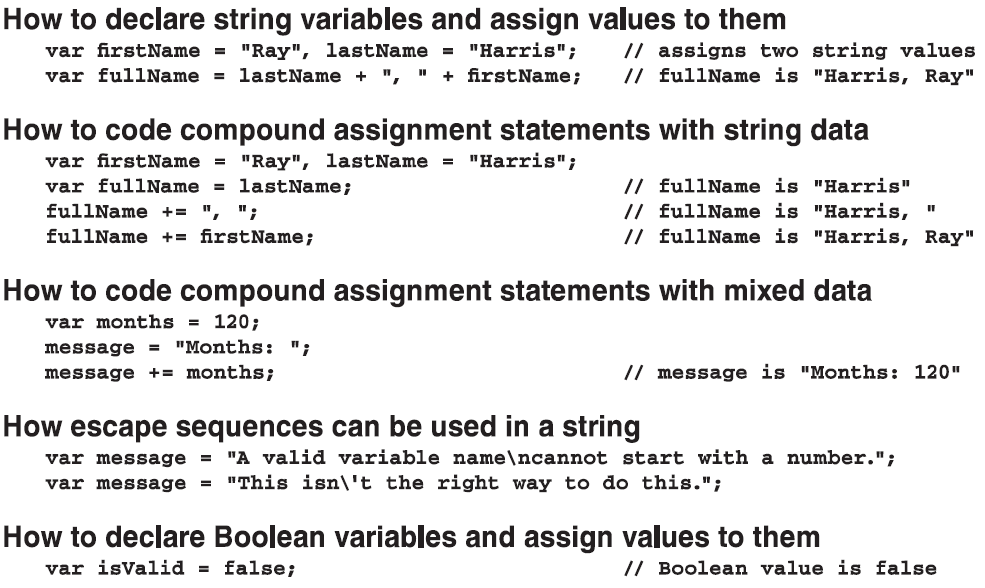 How to declare string variables and assign values to them
var firstName = "Ray", lastName = "Harris"; // assigns two string values
var fullName = lastName + ", " + firstName; // fullName is "Harris, Ray"
How to code compound assignment statements with string data
var firstName = "Ray", lastName = "Harris";
var fullName = lastName; // fullName is "Harris"
fullName += ", "; // fullName is "Harris, "
fullName += firstName; // fullName is "Harris, Ray"
How to code compound assignment statements with mixed data
var months = 120;
message = "Months: ";
message += months; // message is "Months: 120"
How escape sequences can be used in a string
var message = "A valid variable name\ncannot start with a number.";
var message = "This isn\'t the right way to do this.";
How to declare Boolean variables and assign values to them
var isValid = false; // Boolean value is false